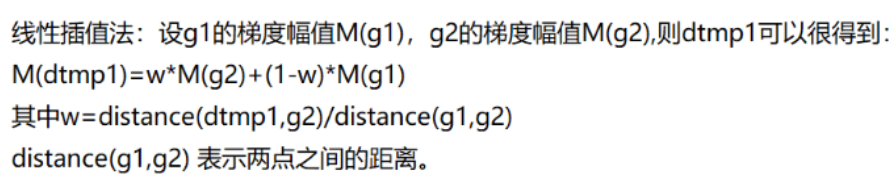 线性插值法：设g1的梯度幅值M(g1)，g2的梯度幅值M(g2),则dtmp1可以很得到：
M(dtmp1)=w*M(g2)+(1-w)*M(g1)
其中w=distance(dtmp1,g2)/distance(g1,g2)
distance(g1,g2) 表示两点之间的距离。